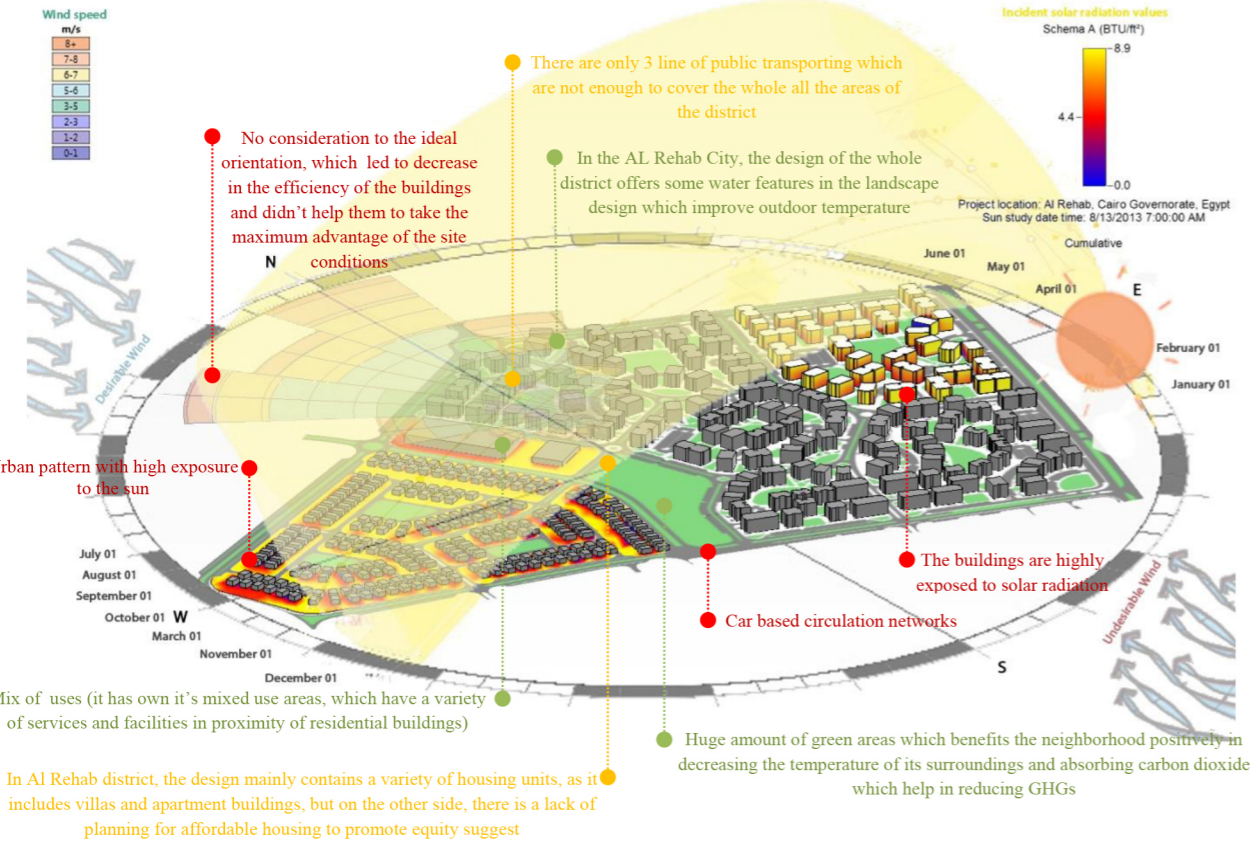 Wind speed
m/s
8+
7-8
6-7
5-6
3-5
2-3
1-2
0-1
Incident solar radiation values
Schema A (BTU/ft²)
8.9
4.4
0.0
Project location: Al Rehab, Cairo Governorate, Egypt
Sun study date time: 8/13/2013 7:00:00 AM
Cumulative
There are only 3 line of public transporting which
are not enough to cover the whole all the areas of
the district
No consideration to the ideal
orientation, which led to decrease
in the efficiency of the buildings
and didn’t help them to take the
maximum advantage of the site
conditions
In the AL Rehab City, the design of the whole
district offers some water features in the landscape
design which improve outdoor temperature
N
June 01
May 01
April 01
E
February 01
January 01
Desirable Wind
rban pattern with high exposure
to the sun
July 01
August 01
September 01
October 01 W
March 01
November 01
December 01
The buildings are highly
exposed to solar radiation
Car based circulation networks
Undesirable Wind
S
Mix of uses (it has own it’s mixed use areas, which have a variety
of services and facilities in proximity of residential buildings)
Huge amount of green areas which benefits the neighborhood positively in
decreasing the temperature of its surroundings and absorbing carbon dioxide
which help in reducing GHGs
In Al Rehab district, the design mainly contains a variety of housing units, as it
includes villas and apartment buildings, but on the other side, there is a lack of
planning for affordable housing to promote equity suggest